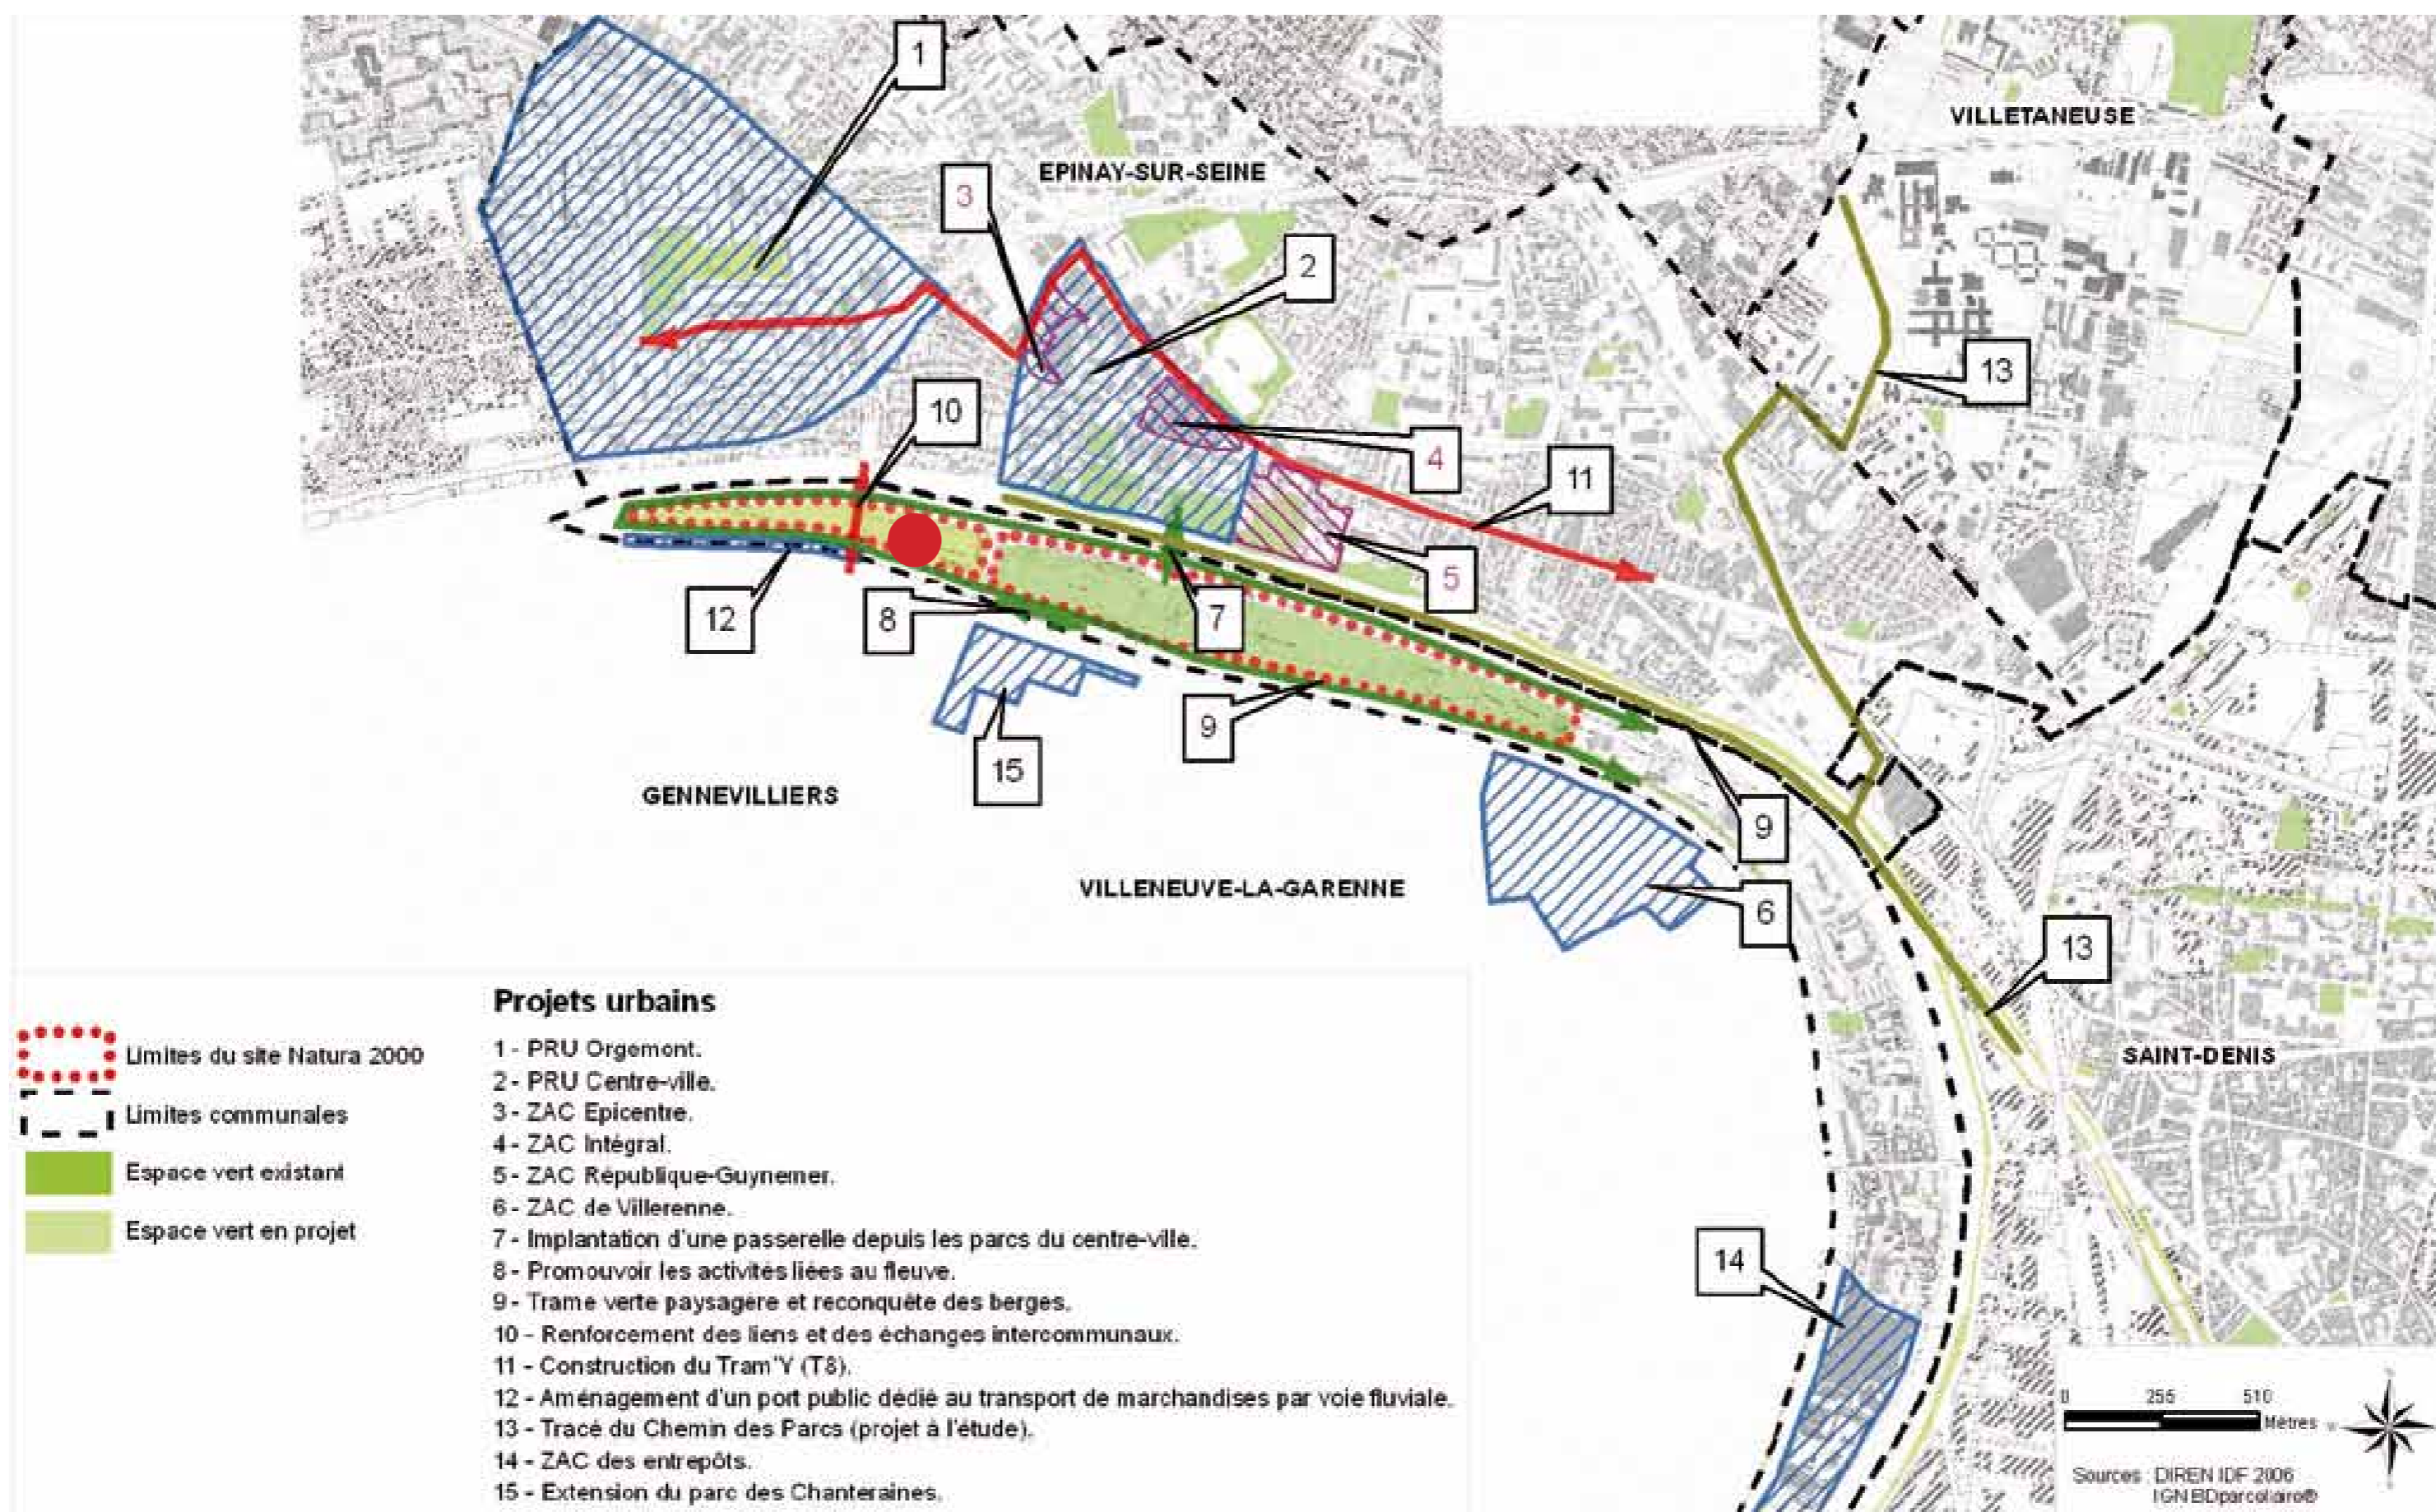 1
VILLETANEUSE
EPINAY-SUR-SEINE
3
2
13
10
4
11
5
12
8
7
9
15
GENNEVILLIERS
9
VILLENEUVE-LA-GARENNE
6
13
SAINT-DENIS
14
Limites du site Natura 2000
Limites communales
Espace vert existant
Espace vert en projet
Projets urbains
1 - PRU Orgemont.
2 - PRU Centre-ville.
3 - ZAC Epicentre.
4 - ZAC Intégral.
5 - ZAC République-Guynemer.
6 - ZAC de Villerenne.
7 - Implantation d'une passerelle depuis les parcs du centre-ville.
8 - Promouvoir les activités liées au fleuve.
9 - Trame verte paysagère et reconquête des berges.
10 - Renforcement des liens et des échanges intercommunaux.
11 - Construction du Tram'Y (T8).
12 - Aménagement d'un port public dédié au transport de marchandises par voie fluviale.
13 - Tracé du Chemin des Parcs (projet à l'étude).
14 - ZAC des entrepôts.
15 - Extension du parc des Chanteraines.
0 255 510
Mètres
Sources : DIREN IDF 2006
IGN BDparcellaire®